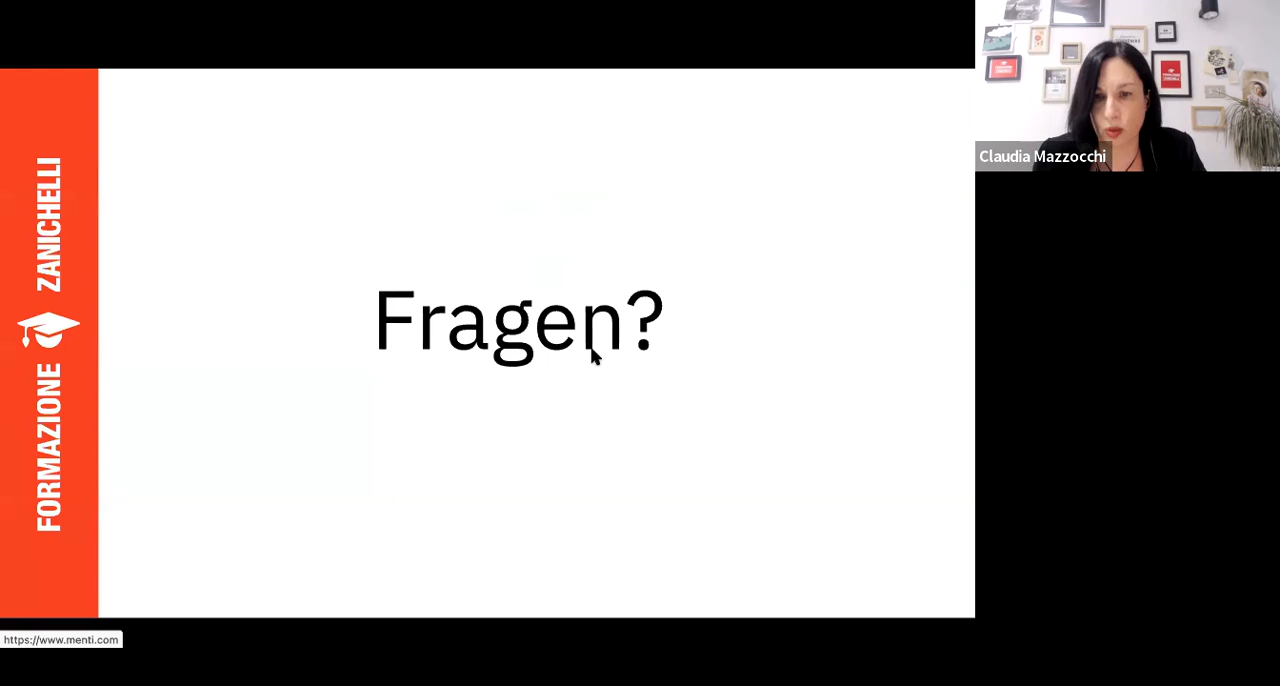 FORMAZIONE ZANICHELLI
Fragen?
Claudia Mazzocchi
https://www.menti.com